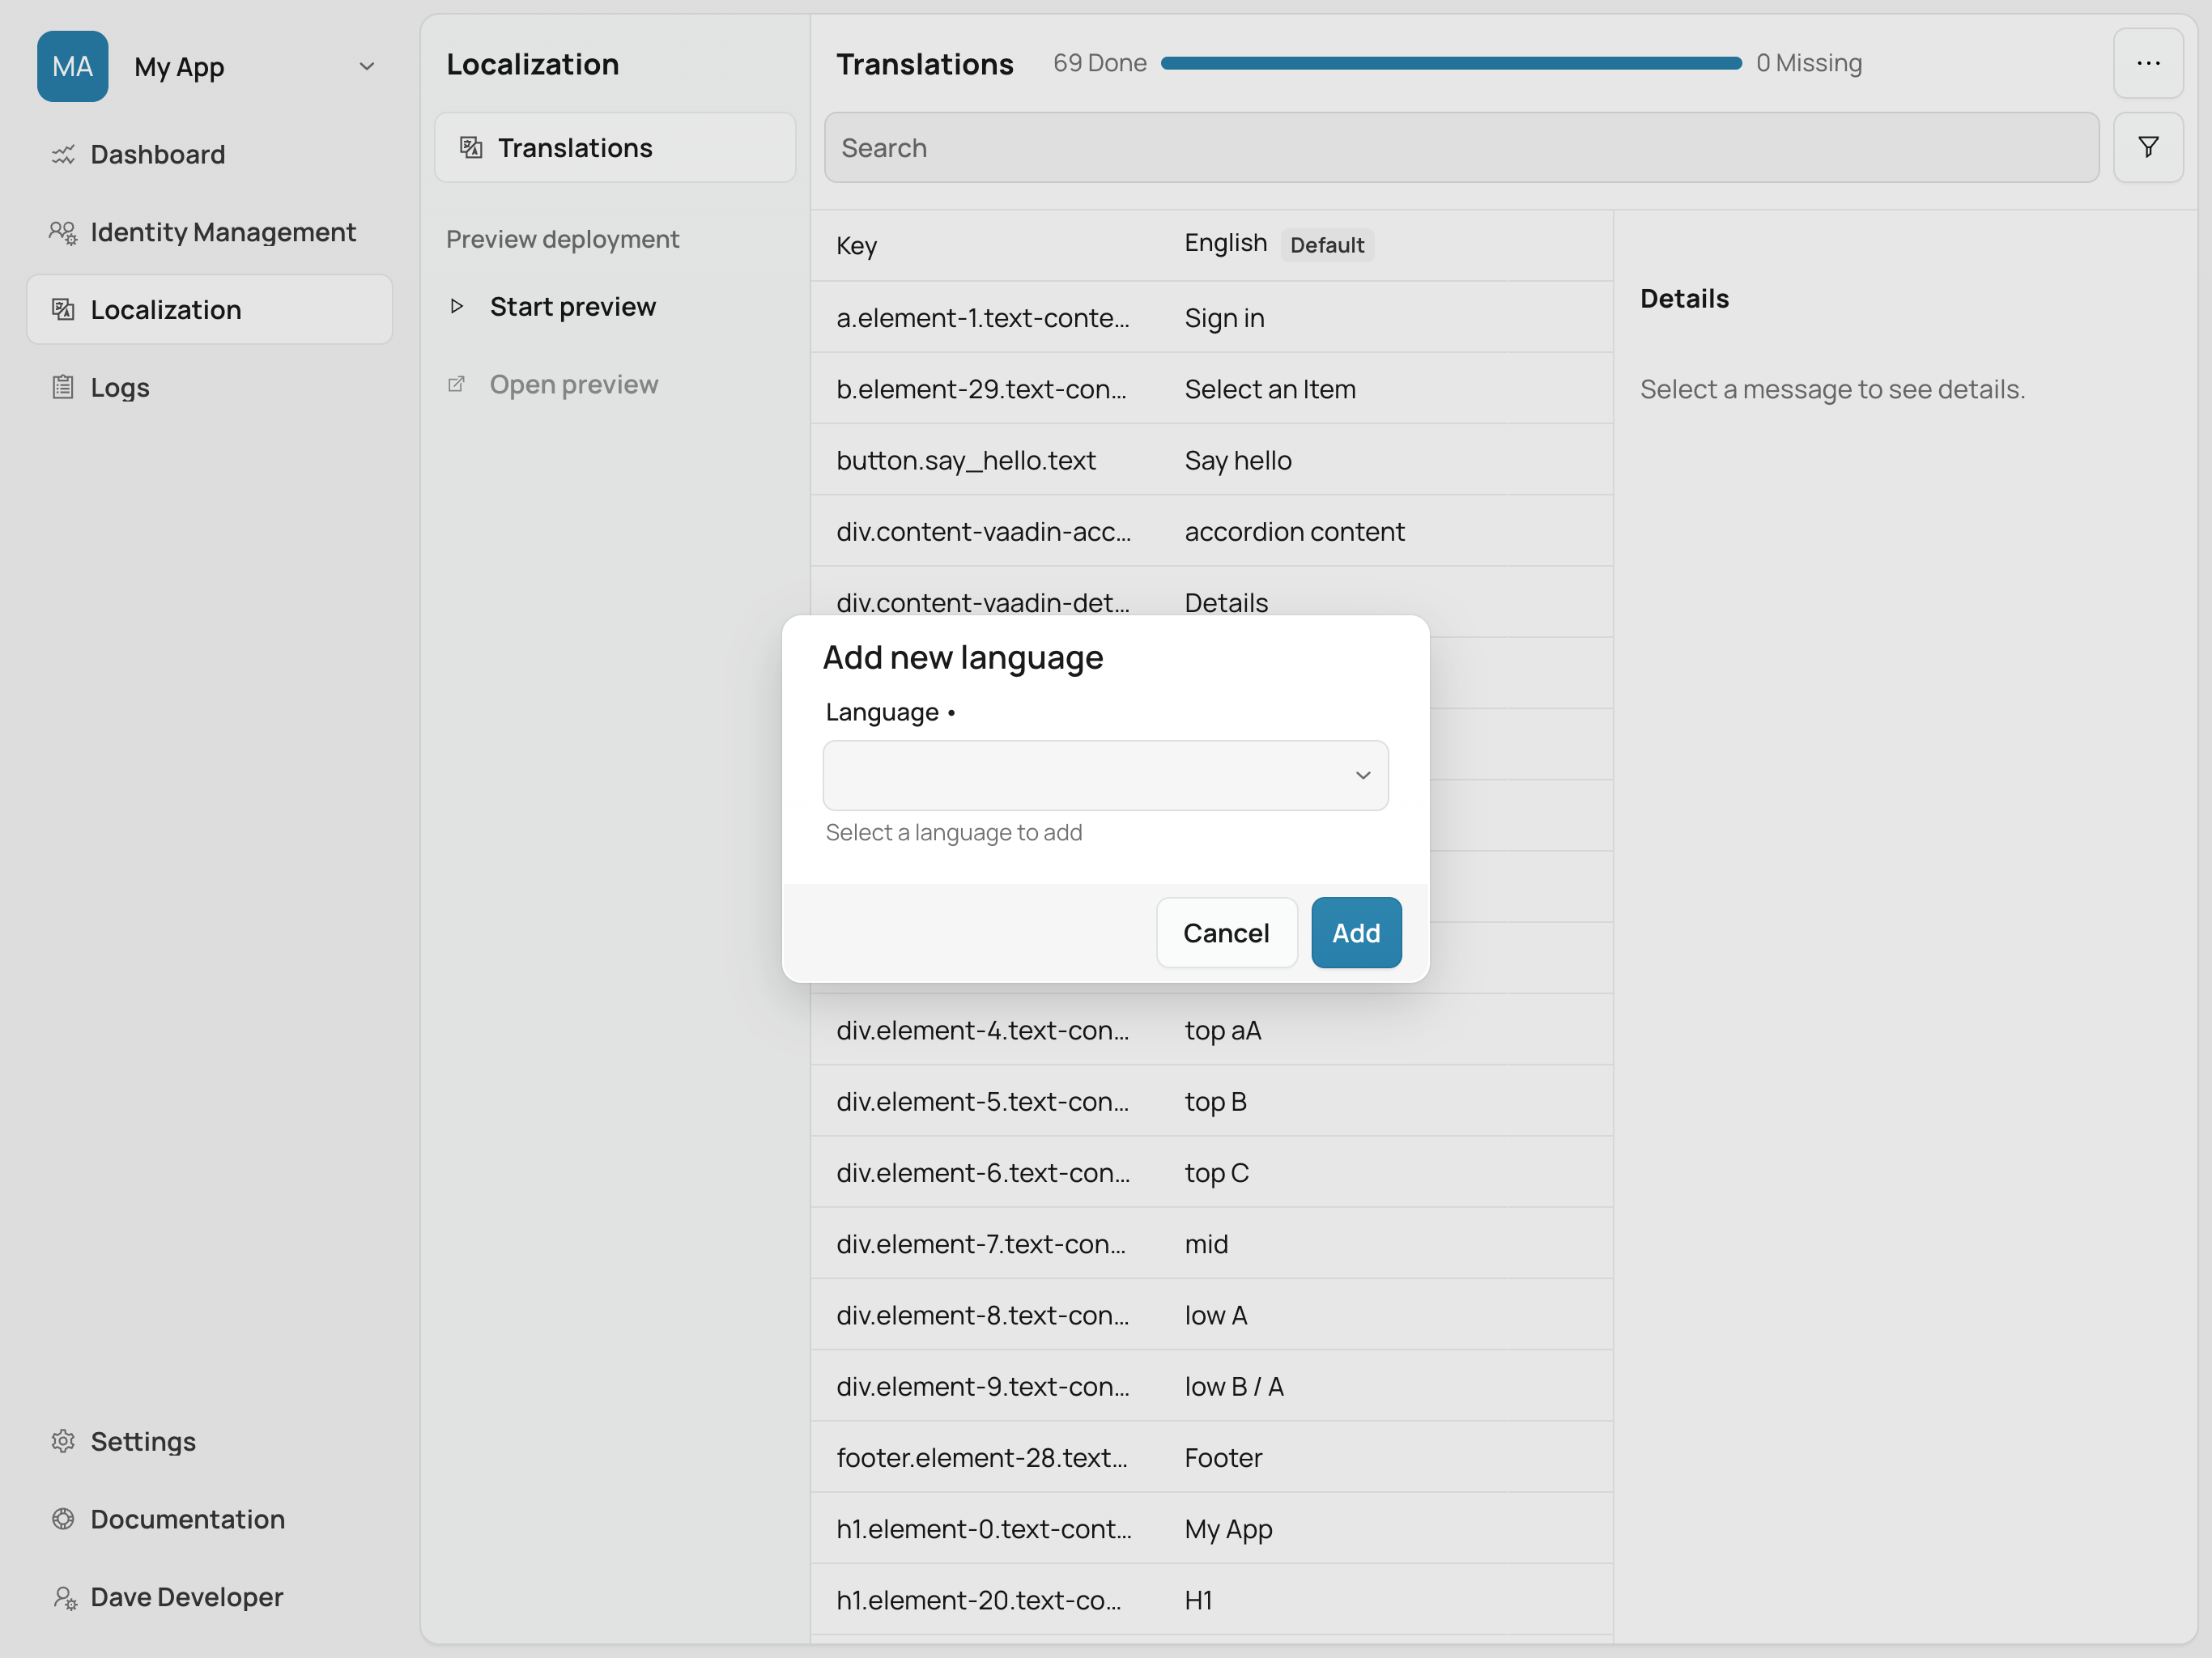 MA My App
Dashboard
Identity Management
Localization
Logs
Settings
Documentation
Dave Developer
Localization
Translations
Preview deployment
Start preview
Open preview
Translations 69 Done 0 Missing
Search
Key English Default
a.element-1.text-conte... Sign in
b.element-29.text-con... Select an Item
button.say_hello.text Say hello
div.content-vaadin-acc... accordion content
div.content-vaadin-det... Details
div.element-4.text-con... top aA
div.element-5.text-con... top B
div.element-6.text-con... top C
div.element-7.text-con... mid
div.element-8.text-con... low A
div.element-9.text-con... low B / A
footer.element-28.text... Footer
h1.element-0.text-cont... My App
h1.element-20.text-co... H1
Details
Select a message to see details.
Add new language
Language •
Select a language to add
Cancel Add